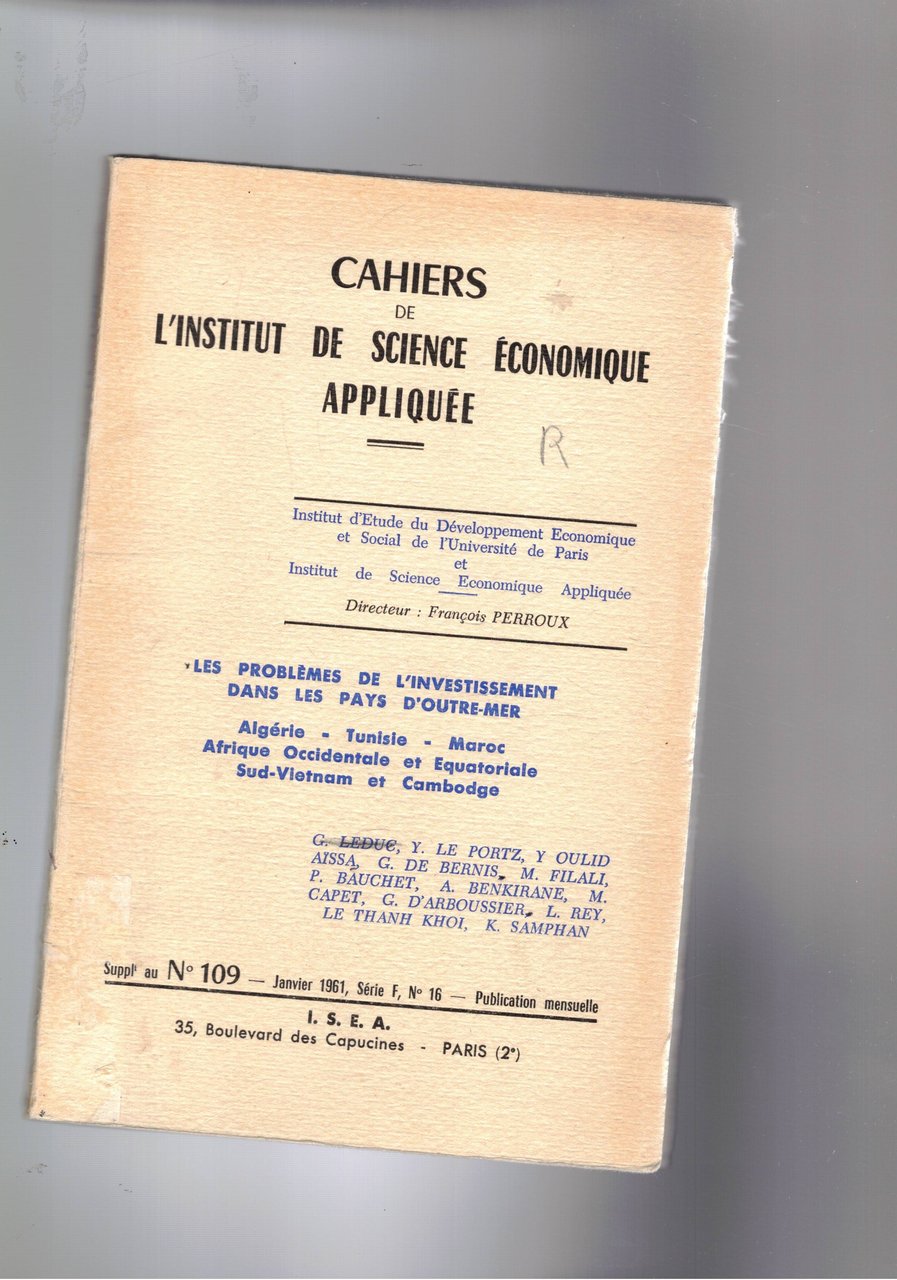 CAHIERS
DE
L'INSTITUT DE SCIENCE ÉCONOMIQUE
APPLIQUÉE
R
Institut d'Etude du Développement Economique
et Social de l'Université de Paris
et
Institut de Science Economique Appliquée
Directeur : François PERROUX
LES PROBLÈMES DE L'INVESTISSEMENT
DANS LES PAYS D'OUTRE-MER
Algérie - Tunisie - Maroc
Afrique Occidentale et Equatoriale
Sud-Vietnam et Cambodge
G. LEDUC, Y. LE PORTZ, Y OULID
AÏSSA, G. DE BERNIS, M. FILALI,
P. BAUCHET, A. BENKIRANE, M.
CAPET, G. D'ARBOUSSIER, L. REY,
LE THANH KHOI, K. SAMPHAN
Supplt au N° 109 — Janvier 1961, Série F, N° 16 — Publication mensuelle
I. S. E. A.
35, Boulevard des Capucines - PARIS (2e)